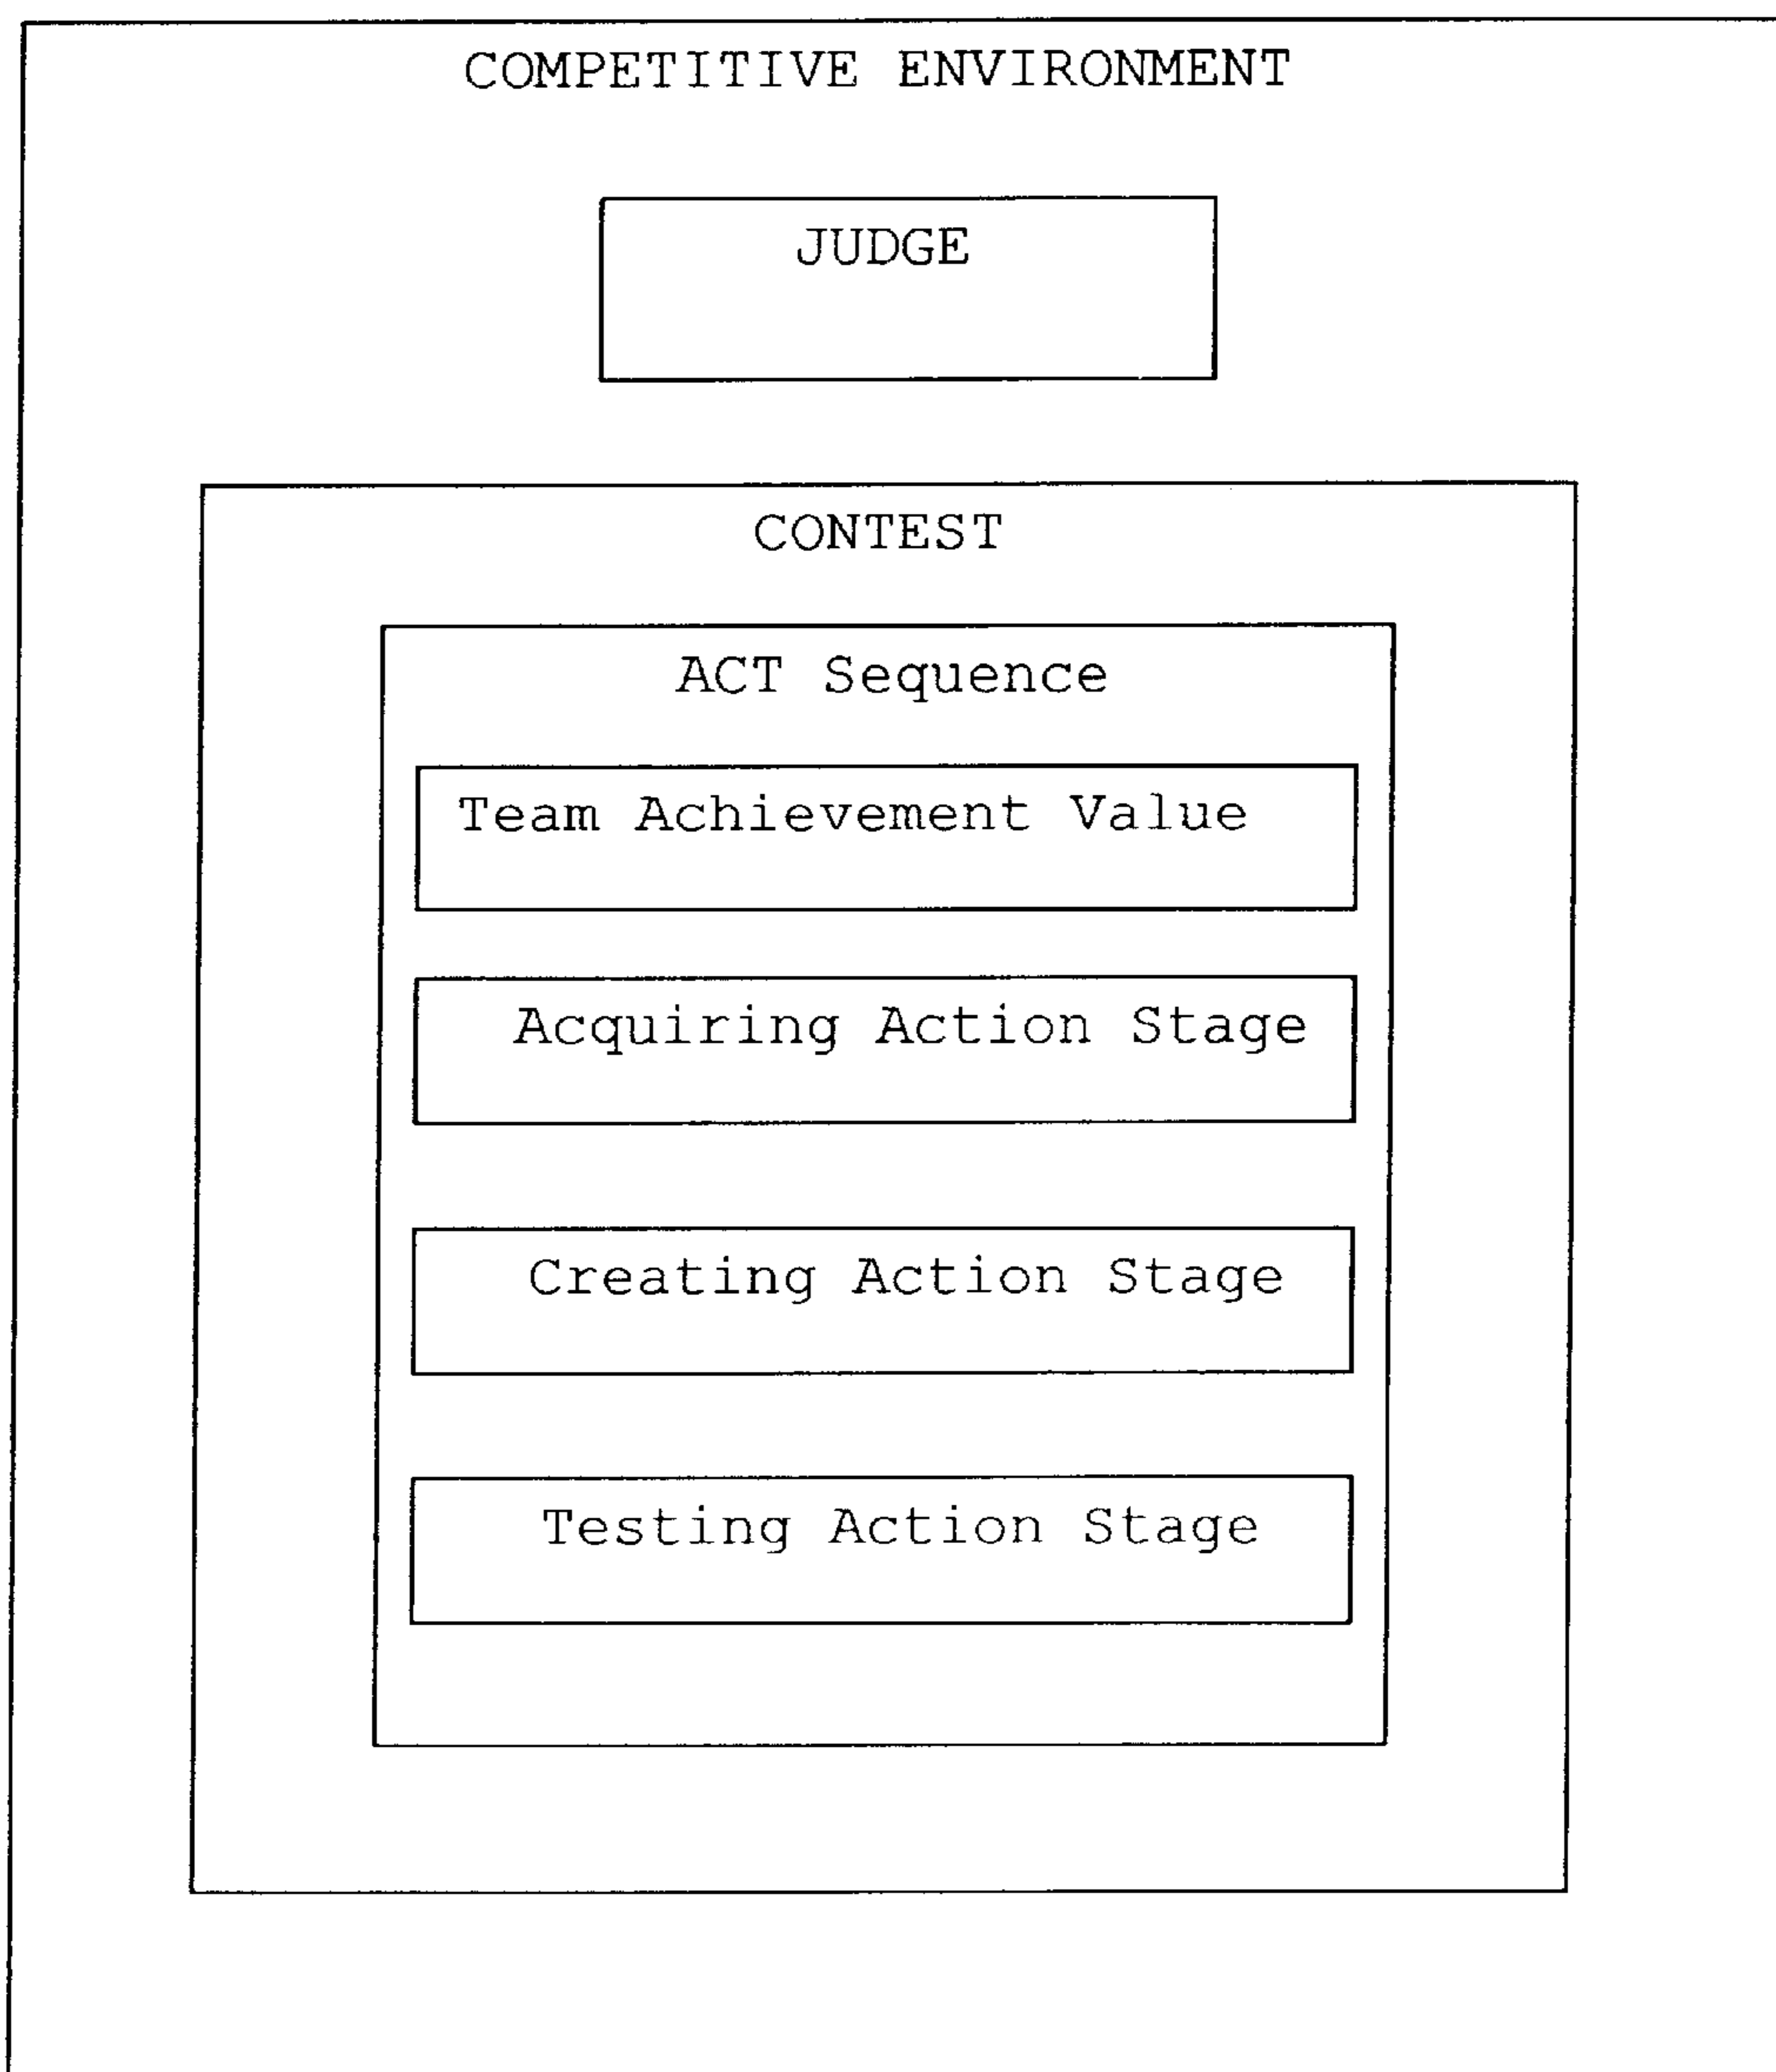 COMPETITIVE ENVIRONMENT
JUDGE
CONTEST
ACT Sequence
Team Achievement Value
Acquiring Action Stage
Creating Action Stage
Testing Action Stage